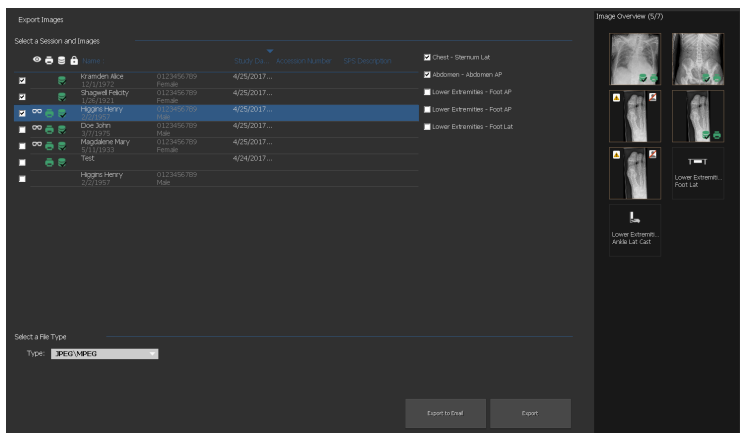 Export Images
Image Overview (5/7)
Select a Session and Images
Name
Study Da...
Accession Number
SPS Description
Kramden Alice
12/1/1972
0123456789
Female
4/25/2017...
Shagwell Felicity
1/26/1921
0123456789
Female
4/25/2017...
Higgins Henry
2/2/1957
0123456789
Male
4/25/2017...
Doe John
3/7/1975
0123456789
Male
4/25/2017...
Magdalene Mary
5/11/1933
0123456789
Female
4/25/2017...
Test
4/24/2017...
Higgins Henry
2/2/1957
0123456789
Male
Chest - Sternum Lat
Abdomen - Abdomen AP
Lower Extremities - Foot AP
Lower Extremities - Foot AP
Lower Extremities - Foot Lat
Lower Extremiti...
Foot Lat
Lower Extremiti...
Ankle Lat Cast
Select a File Type
Type:
JPEG\MPEG
Export to Email
Export